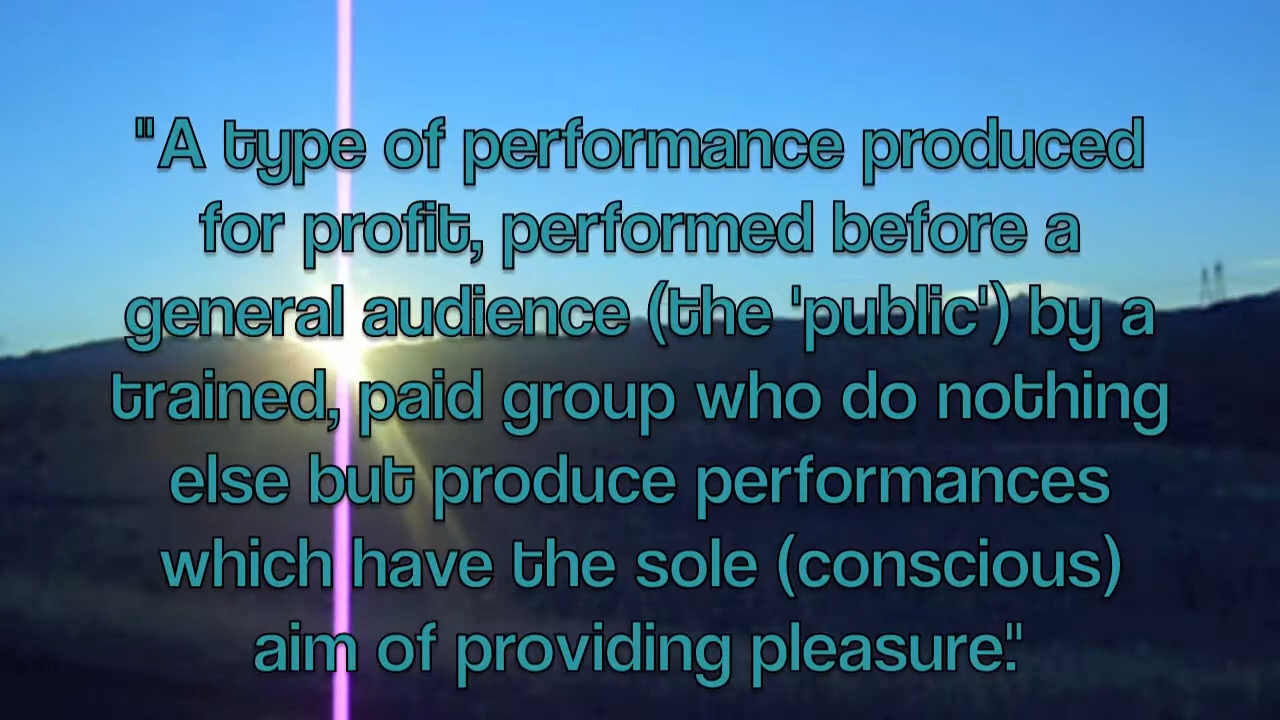 "A type of performance produced
for profit, performed before a
general audience (the 'public') by a
trained, paid group who do nothing
else but produce performances
which have the sole (conscious)
aim of providing pleasure."